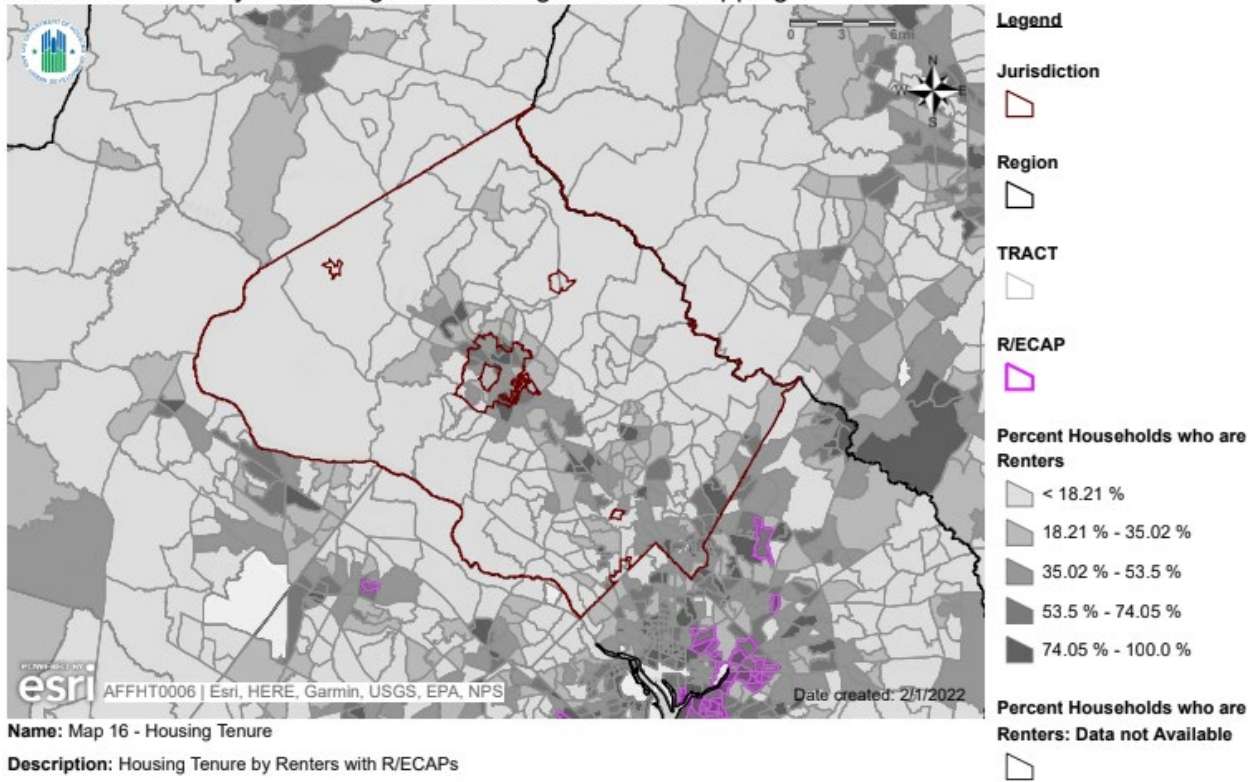 0 3 6mi
N
W E
S
POWERED BY
esri
AFFHT0006 | Esri, HERE, Garmin, USGS, EPA, NPS
Date created: 2/1/2022
Name: Map 16 - Housing Tenure
Description: Housing Tenure by Renters with R/ECAPs
Legend
Jurisdiction
Region
TRACT
R/ECAP
Percent Households who are
Renters
< 18.21 %
18.21 % - 35.02 %
35.02 % - 53.5 %
53.5 % - 74.05 %
74.05 % - 100.0 %
Percent Households who are
Renters: Data not Available